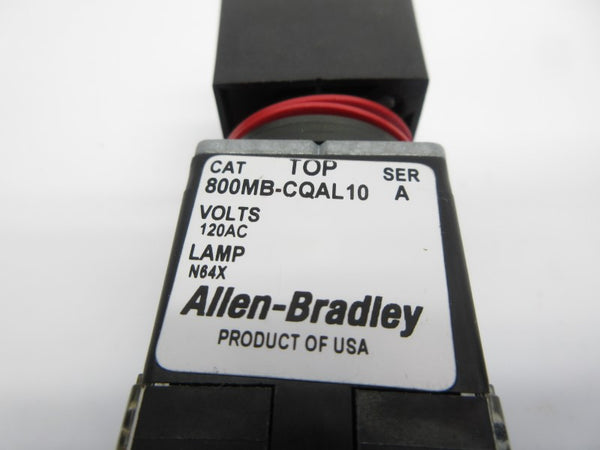 TOP
CAT SER
800MB-CQAL10 A
VOLTS
120AC
LAMP
N64X
Allen-Bradley
PRODUCT OF USA